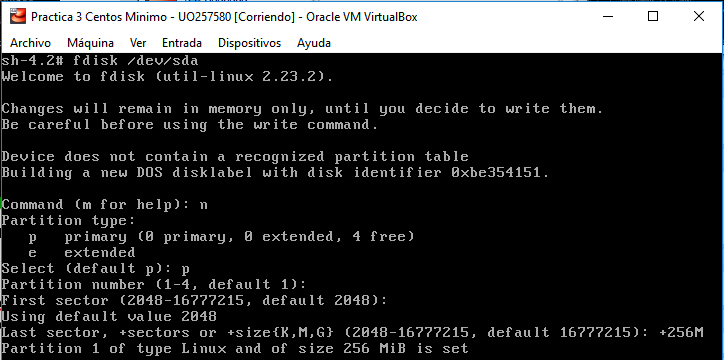 Practica 3 Centos Minimo - UO257580 [Corriendo] - Oracle VM VirtualBox
Archivo Máquina Ver Entrada Dispositivos Ayuda
sh-4.2# fdisk /dev/sda
Welcome to fdisk (util-linux 2.23.2).
Changes will remain in memory only, until you decide to write them.
Be careful before using the write command.
Device does not contain a recognized partition table
Building a new DOS disklabel with disk identifier 0xbe354151.
Command (m for help): n
Partition type:
   p   primary (0 primary, 0 extended, 4 free)
   e   extended
Select (default p): p
Partition number (1-4, default 1):
First sector (2048-16777215, default 2048):
Using default value 2048
Last sector, +sectors or +size{K,M,G} (2048-16777215, default 16777215): +256M
Partition 1 of type Linux and of size 256 MiB is set